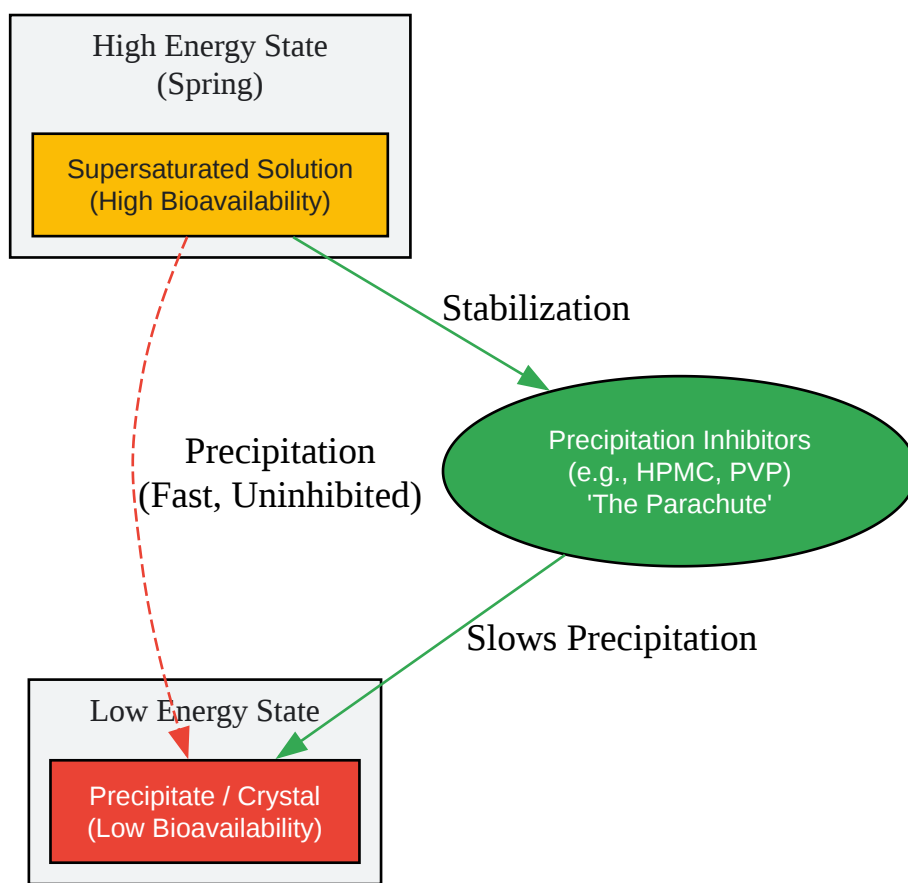 High Energy State
(Spring)
Supersaturated Solution
(High Bioavailability)
Stabilization
Precipitation Inhibitors
(e.g., HPMC, PVP)
'The Parachute'
Precipitation
(Fast, Uninhibited)
Slows Precipitation
Low Energy State
Precipitate / Crystal
(Low Bioavailability)